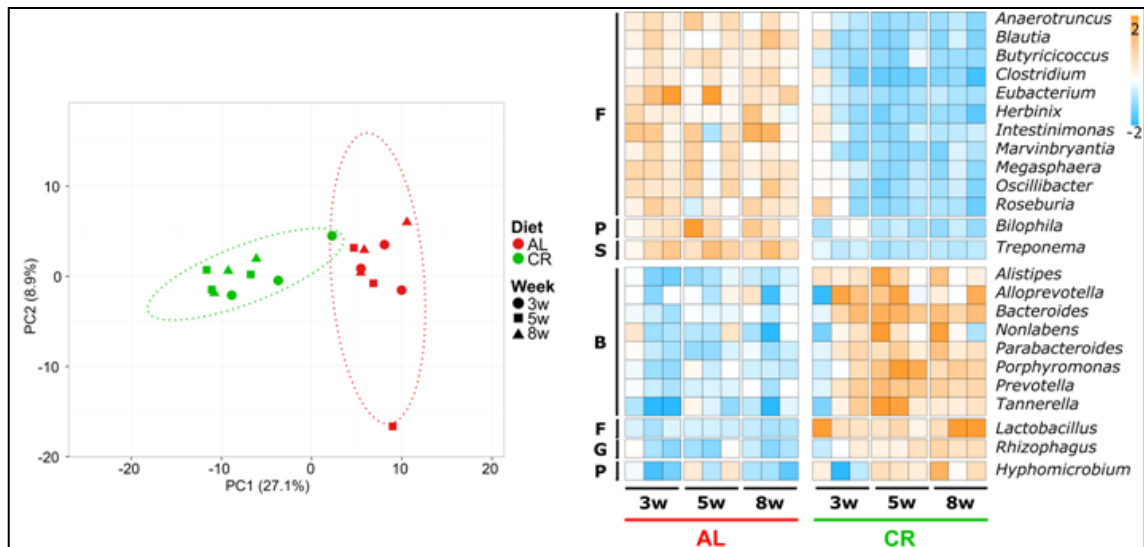 10
0
-10
-20
PC2 (8.9%)
-20
-10
0
10
20
PC1 (27.1%)
Diet
AL
CR
Week
3w
5w
8w
F
P
S
B
F
G
P
Anaerotruncus
Blautia
Butyricicoccus
Clostridium
Eubacterium
Herbinix
Intestinimonas
Marvinbryantia
Megasphaera
Oscillibacter
Roseburia
Bilophila
Treponema
Alistipes
Alloprevotella
Bacteroides
Nonlabens
Parabacteroides
Porphyromonas
Prevotella
Tannerella
Lactobacillus
Rhizophagus
Hyphomicrobium
2
-2
3w 5w 8w 3w 5w 8w
AL CR